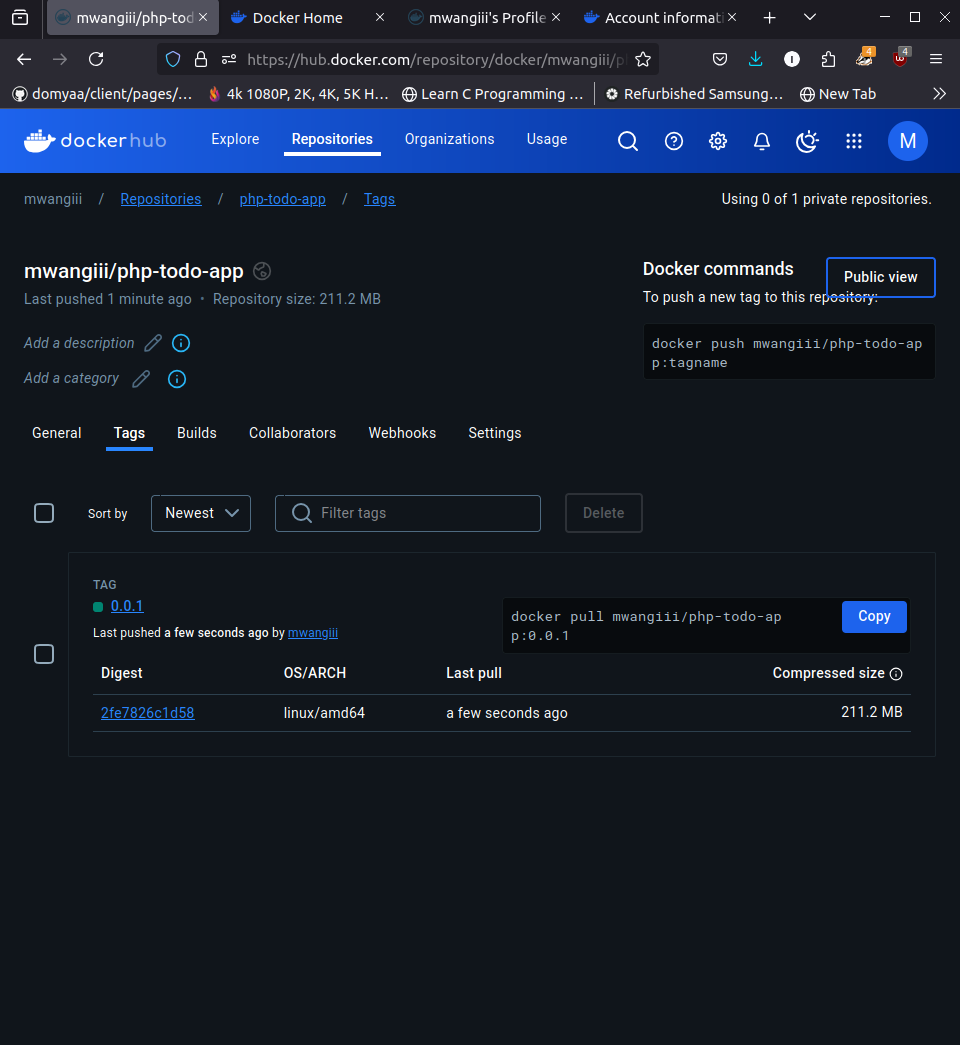 mwangiii/php-tod
Docker Home
mwangiii's Profile
Account informati
https://hub.docker.com/repository/docker/mwangiii/p
4
4
domyaa/client/pages/...
4k 1080P, 2K, 4K, 5K H...
Learn C Programming ...
Refurbished Samsung...
New Tab
dockerhub
Explore
Repositories
Organizations
Usage
M
mwangiii / Repositories / php-todo-app / Tags
Using 0 of 1 private repositories.
mwangiii/php-todo-app
Last pushed 1 minute ago • Repository size: 211.2 MB
Add a description
Add a category
Docker commands
Public view
To push a new tag to this repository:
docker push mwangiii/php-todo-ap
p:tagname
General
Tags
Builds
Collaborators
Webhooks
Settings
Sort by
Newest
Filter tags
Delete
TAG
0.0.1
Last pushed a few seconds ago by mwangiii
docker pull mwangiii/php-todo-ap
p:0.0.1
Copy
Digest
OS/ARCH
Last pull
Compressed size
2fe7826c1d58
linux/amd64
a few seconds ago
211.2 MB